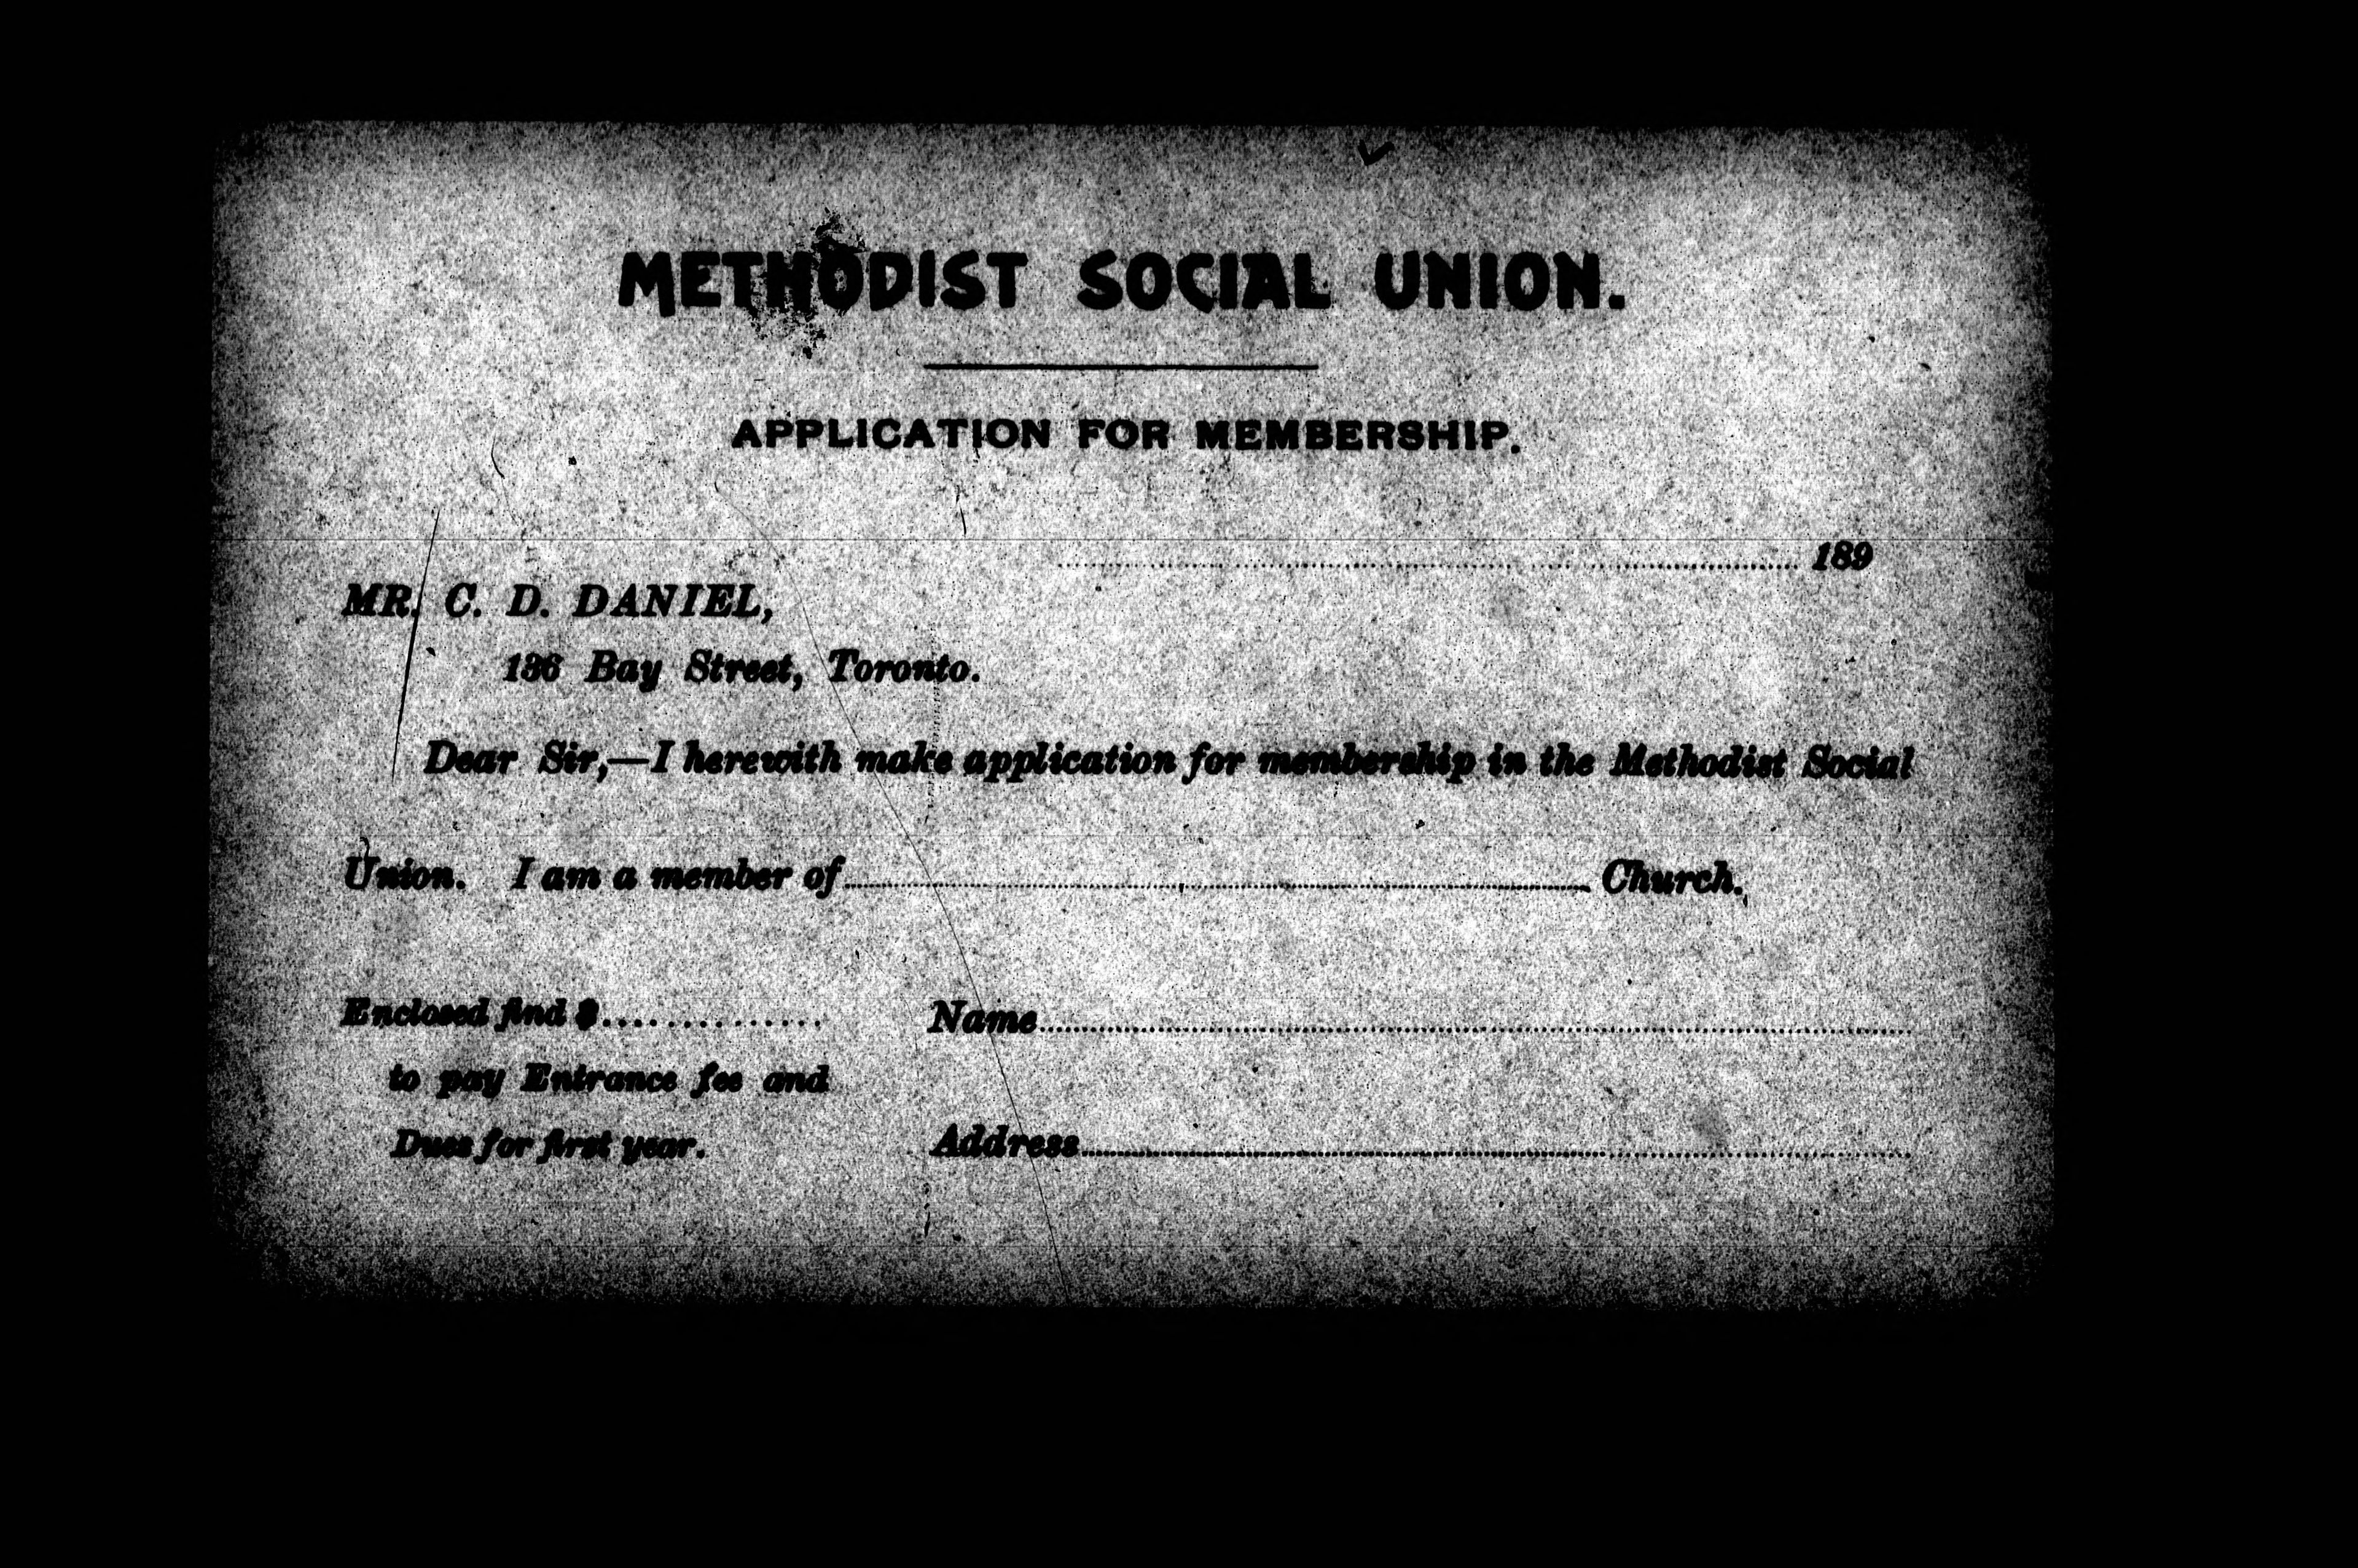 METHODIST SOCIAL UNION.
APPLICATION FOR MEMBERSHIP.
........................ 189
MR. C. D. DANIEL,
136 Bay Street, Toronto.
Dear Sir,—I herewith make application for membership in the Methodist Social
Union. I am a member of........................ Church.
Enclosed find $..............
to pay Entrance fee and
Dues for first year.
Name........................
Address........................